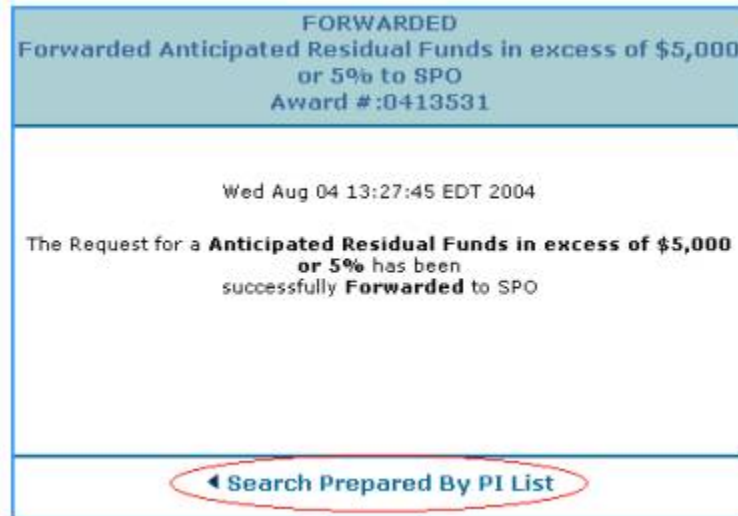 FORWARDED
Forwarded Anticipated Residual Funds in excess of $5,000
or 5% to SPO
Award #:0413531
Wed Aug 04 13:27:45 EDT 2004
The Request for a Anticipated Residual Funds in excess of $5,000
or 5% has been
successfully Forwarded to SPO
Search Prepared By PI List